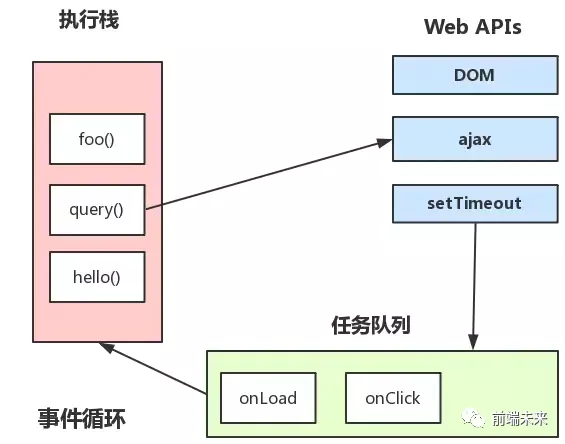 执行栈
Web APIs
DOM
foo()
ajax
query()
setTimeout
hello()
任务队列
onLoad
onClick
事件循环
前端未来